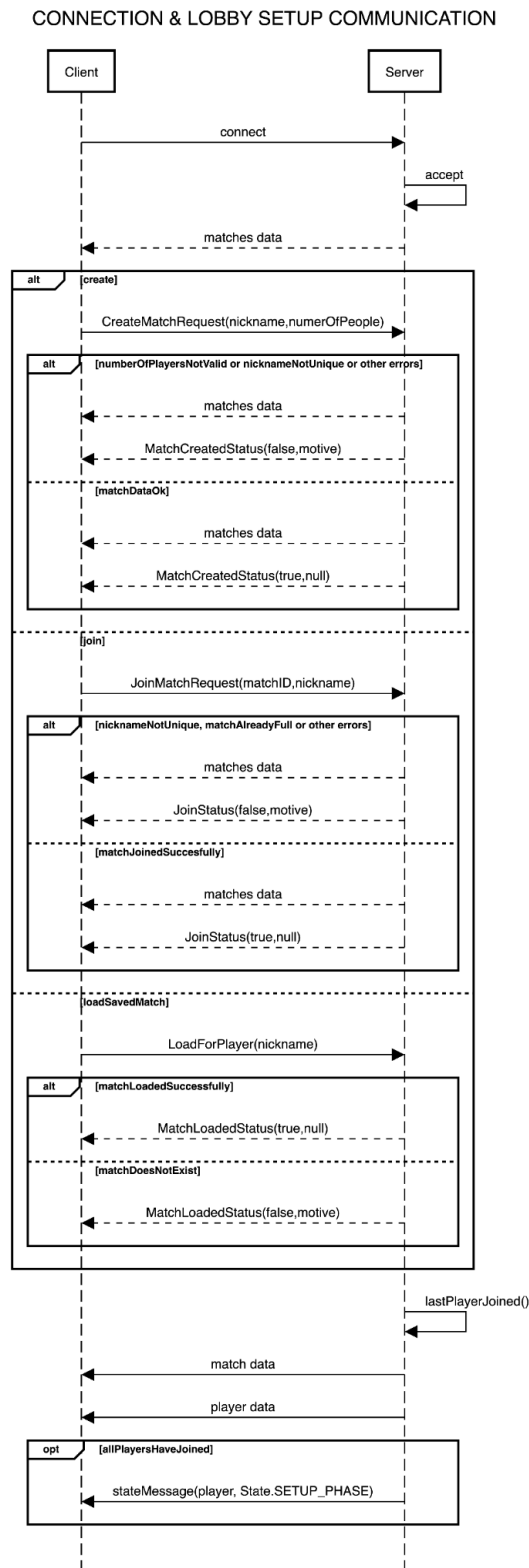 CONNECTION & LOBBY SETUP COMMUNICATION
Client
Server
connect
accept
matches data
alt
[create]
CreateMatchRequest(nickname,numerOfPeople)
alt
[numberOfPlayersNotValid or nicknameNotUnique or other errors]
matches data
MatchCreatedStatus(false,motive)
[matchDataOk]
matches data
MatchCreatedStatus(true,null)
[join]
JoinMatchRequest(matchID,nickname)
alt
[nicknameNotUnique, matchAlreadyFull or other errors]
matches data
JoinStatus(false,motive)
[matchJoinedSuccesfully]
matches data
JoinStatus(true,null)
[loadSavedMatch]
LoadForPlayer(nickname)
alt
[matchLoadedSuccessfully]
MatchLoadedStatus(true,null)
[matchDoesNotExist]
MatchLoadedStatus(false,motive)
lastPlayerJoined()
match data
player data
opt
[allPlayersHaveJoined]
stateMessage(player, State.SETUP_PHASE)